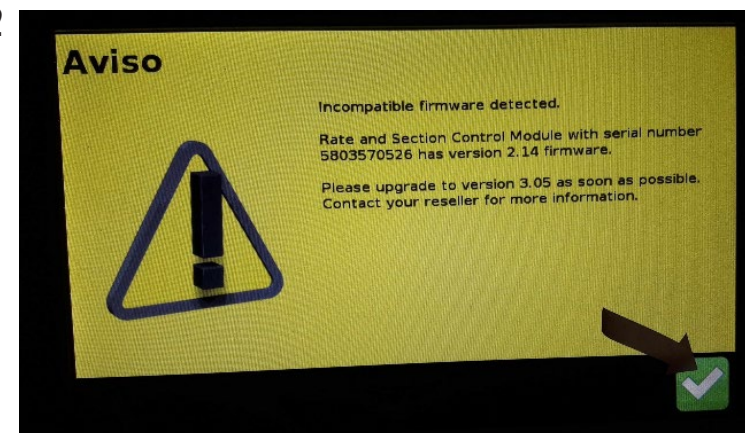 2
Aviso
Incompatible firmware detected.
Rate and Section Control Module with serial number
5803570526 has version 2.14 firmware.
Please upgrade to version 3.05 as soon as possible.
Contact your reseller for more information.